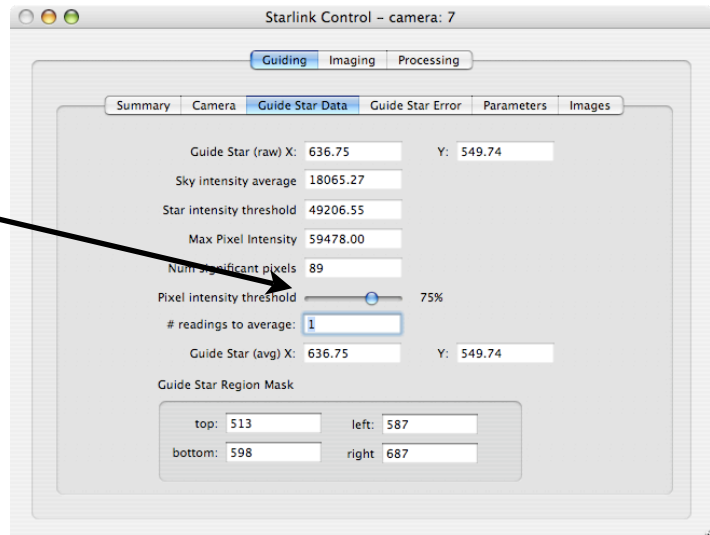 Starlink Control – camera: 7
Guiding Imaging Processing
Summary Camera Guide Star Data Guide Star Error Parameters Images
Guide Star (raw) X: 636.75 Y: 549.74
Sky intensity average 18065.27
Star intensity threshold 49206.55
Max Pixel Intensity 59478.00
Num significant pixels 89
Pixel intensity threshold 75%
# readings to average: 1
Guide Star (avg) X: 636.75 Y: 549.74
Guide Star Region Mask
top: 513 left: 587
bottom: 598 right 687